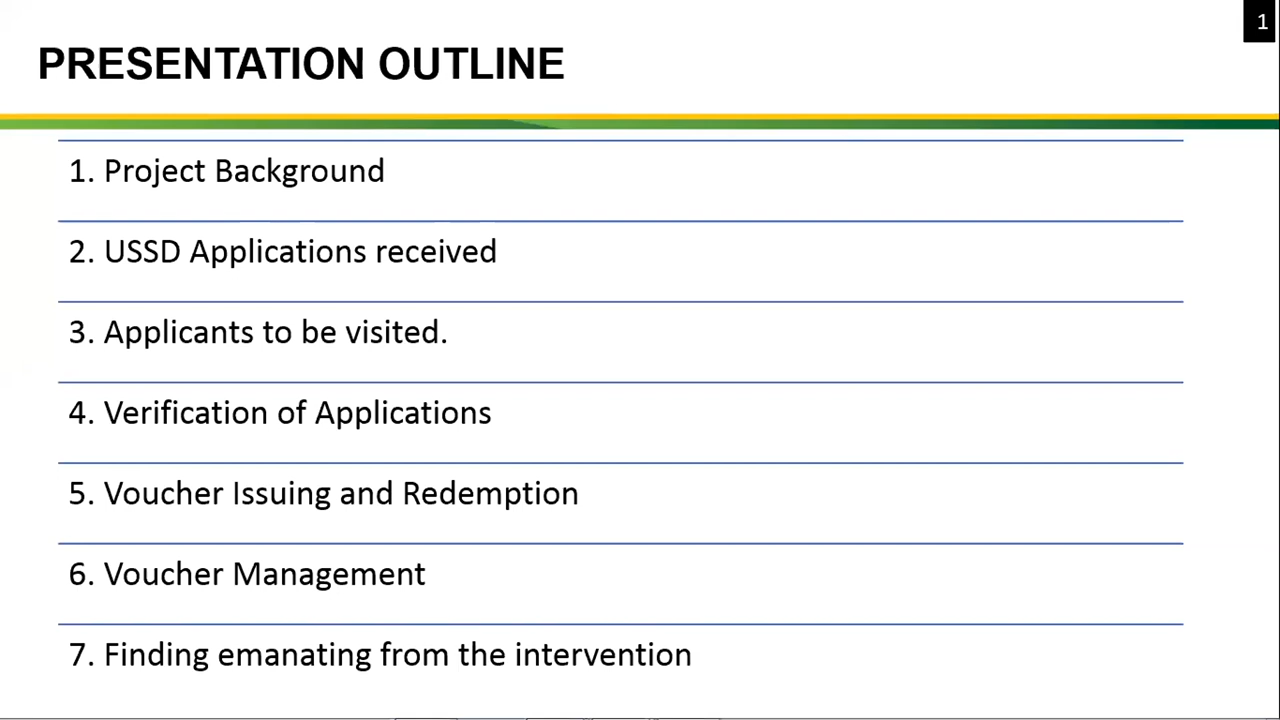 1
PRESENTATION OUTLINE
1. Project Background
2. USSD Applications received
3. Applicants to be visited.
4. Verification of Applications
5. Voucher Issuing and Redemption
6. Voucher Management
7. Finding emanating from the intervention